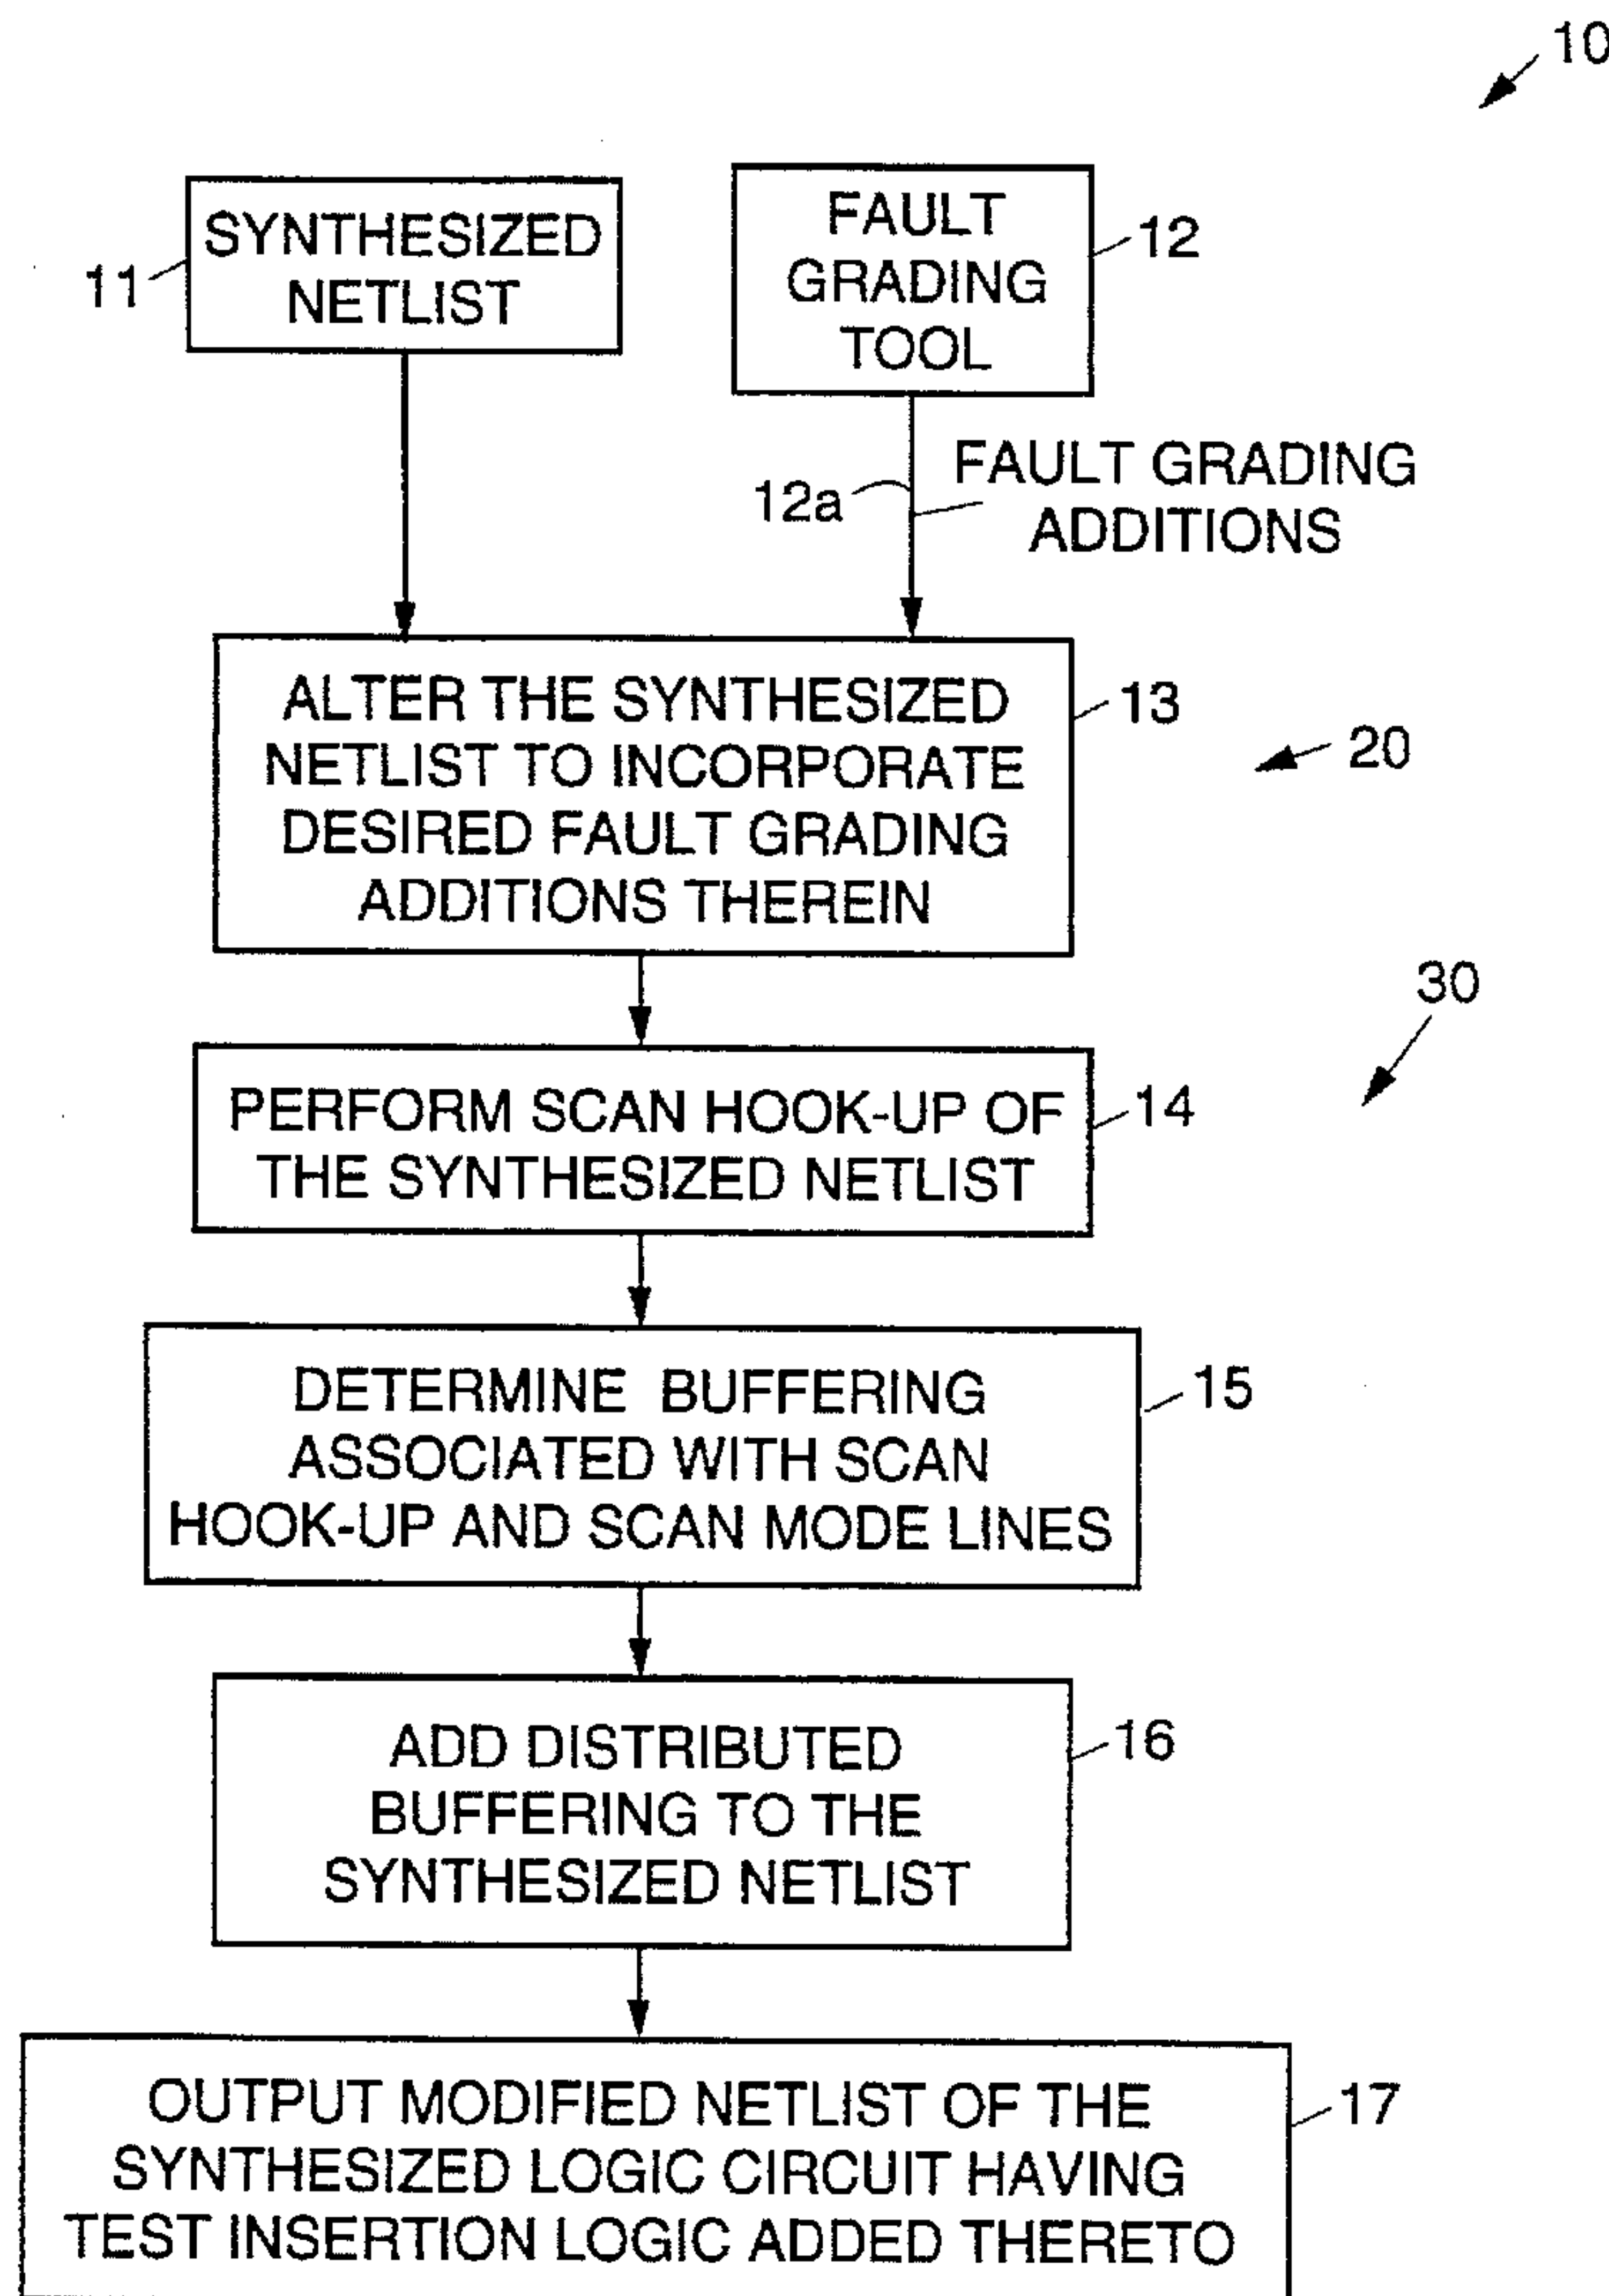 10
SYNTHESIZED
NETLIST
11
FAULT
GRADING
TOOL
12
12a
FAULT GRADING
ADDITIONS
ALTER THE SYNTHESIZED
NETLIST TO INCORPORATE
DESIRED FAULT GRADING
ADDITIONS THEREIN
13
20
30
PERFORM SCAN HOOK-UP OF
THE SYNTHESIZED NETLIST
14
DETERMINE BUFFERING
ASSOCIATED WITH SCAN
HOOK-UP AND SCAN MODE LINES
15
ADD DISTRIBUTED
BUFFERING TO THE
SYNTHESIZED NETLIST
16
OUTPUT MODIFIED NETLIST OF THE
SYNTHESIZED LOGIC CIRCUIT HAVING
TEST INSERTION LOGIC ADDED THERETO
17